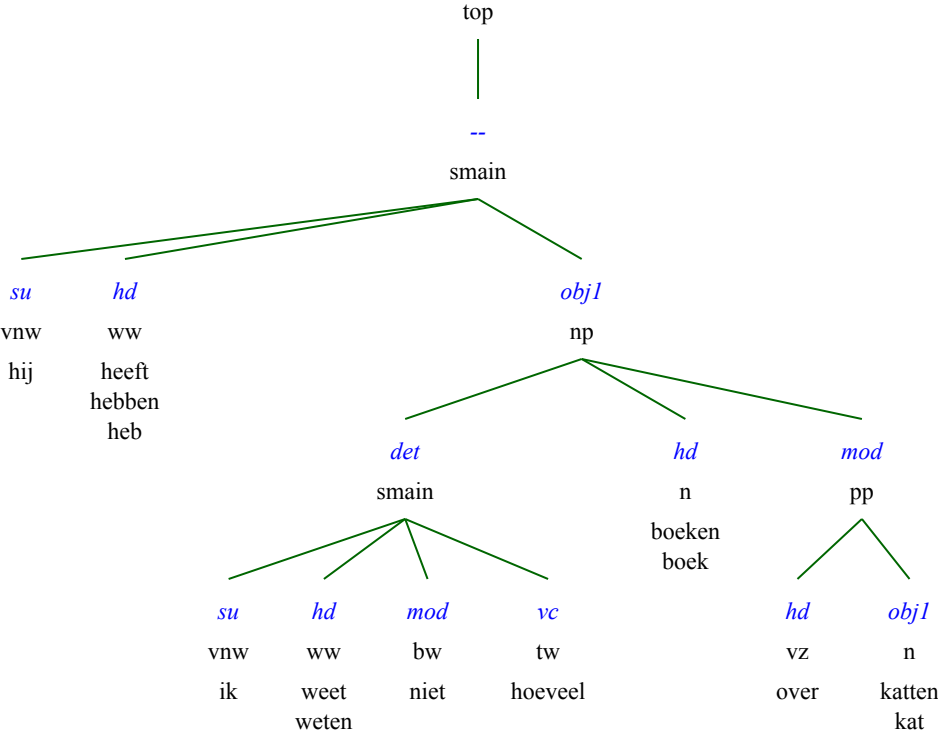 top
--
smain
su hd obj1
vnw ww np
hij heeft
hebben
heb
det hd mod
smain n pp
boeken
boek
su hd mod vc hd obj1
vnw ww bw tw vz n
ik weet niet hoeveel over katten
weten kat